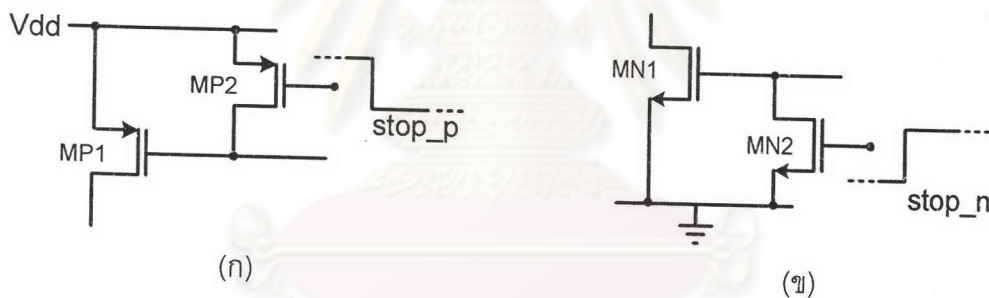 Vdd
MP2
stop_p
MP1
(ก)
MN1
MN2
stop_n
(ข)